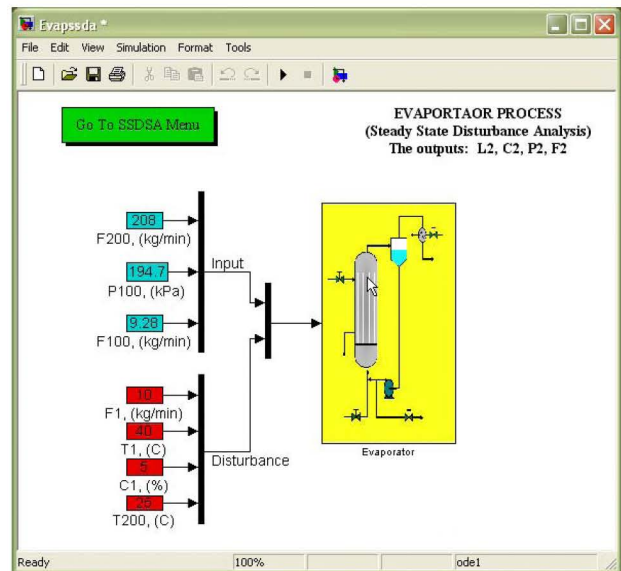 Evapssda *
File Edit View Simulation Format Tools
Go To SSDSA Menu
EVAPORTAOR PROCESS
(Steady State Disturbance Analysis)
The outputs: L2, C2, P2, F2
208
F200, (kg/min)
Input
194.7
P100, (kPa)
9.28
F100, (kg/min)
10
F1, (kg/min)
40
T1, (C)
Disturbance
5
C1, (%)
25
T200, (C)
Evaporator
Ready 100% ode1